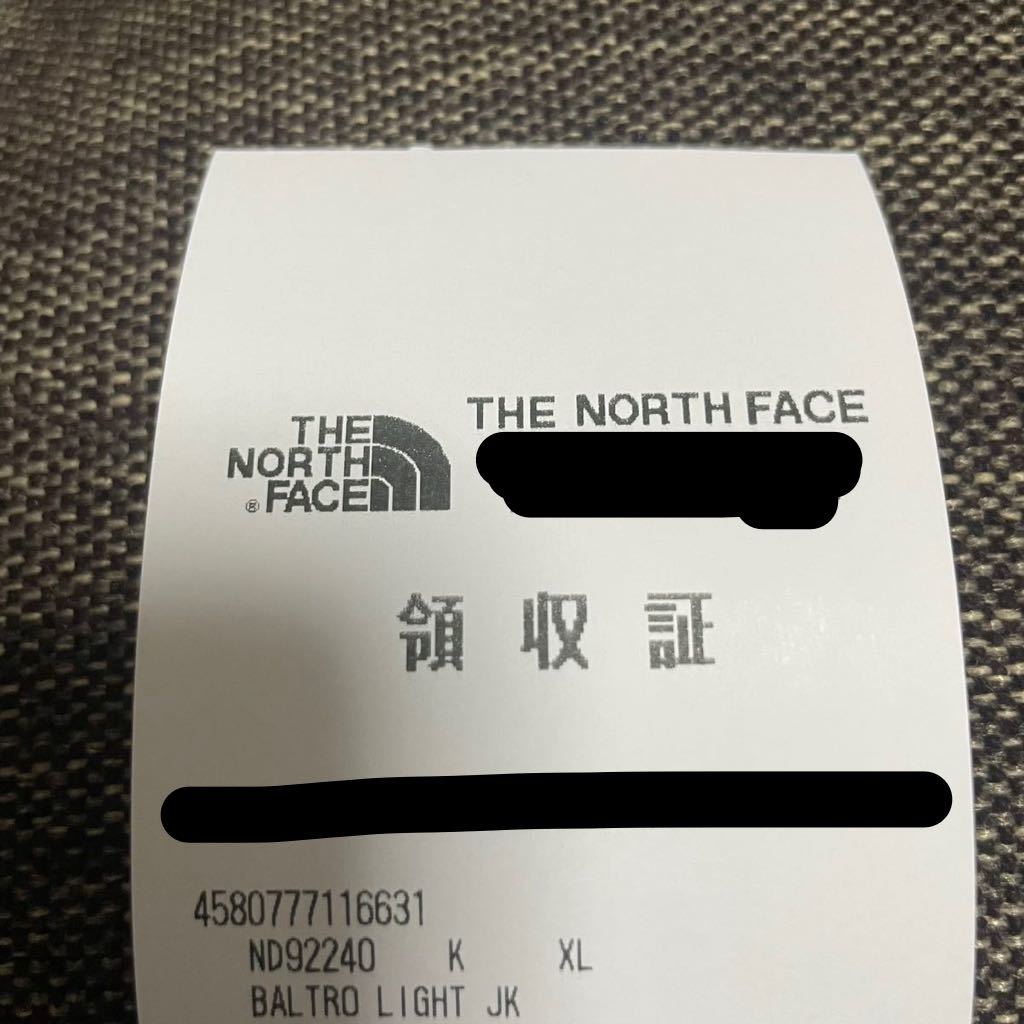 THE
NORTH
® FACE
THE NORTH FACE
領収証
4580777116631
ND92240 K XL
BALTRO LIGHT JK